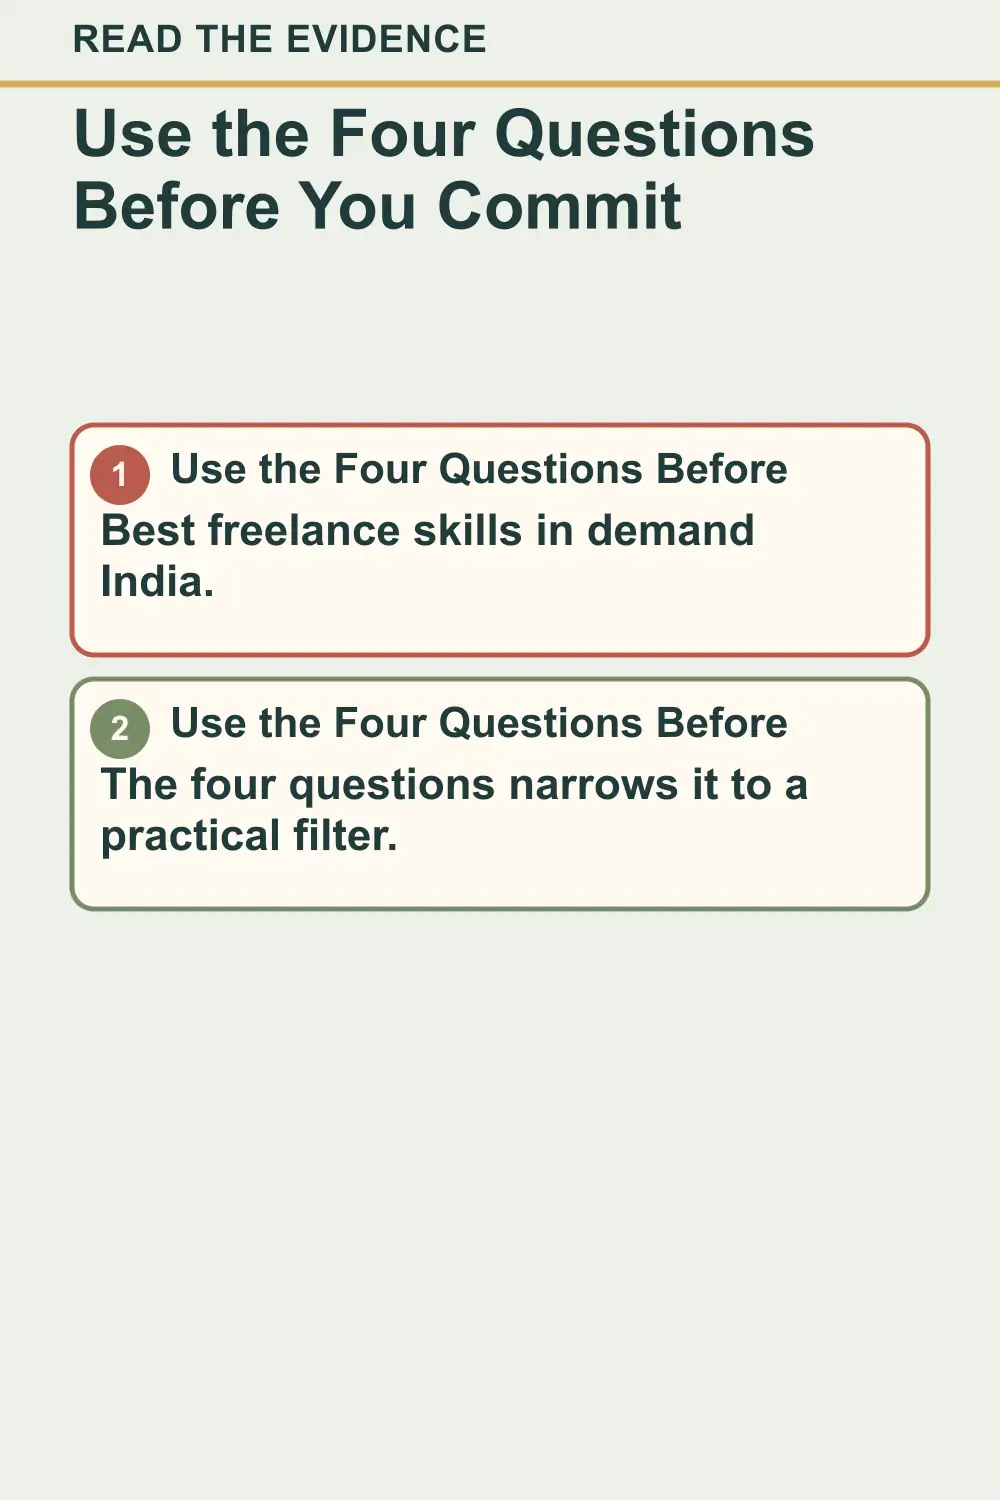 READ THE EVIDENCE
Use the Four Questions
Before You Commit
1 Use the Four Questions Before
Best freelance skills in demand
India.
2 Use the Four Questions Before
The four questions narrows it to a
practical filter.